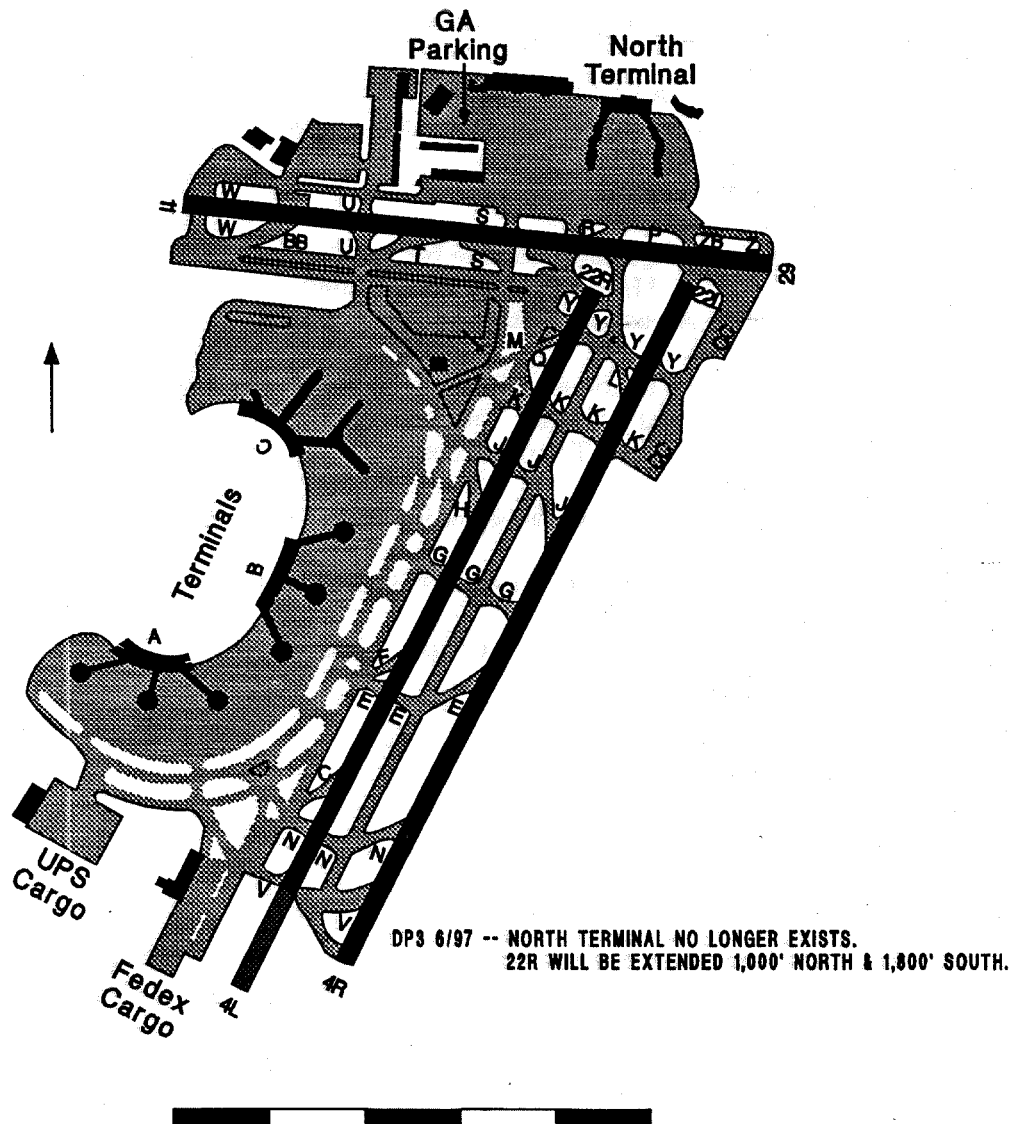 GA
Parking
North
Terminal
W
W
U
U
BB
S
S
T
R
P
ZB
Z
11
29
22R
22L
Y
Y
Y
Y
M
Q
L
K
K
K
K
J
J
J
H
G
G
G
F
E
E
E
D
C
N
N
N
V
V
C
Terminals
B
A
UPS
Cargo
Fedex
Cargo
4L
4R
DP3 6/97 -- NORTH TERMINAL NO LONGER EXISTS.
22R WILL BE EXTENDED 1,000' NORTH & 1,800' SOUTH.